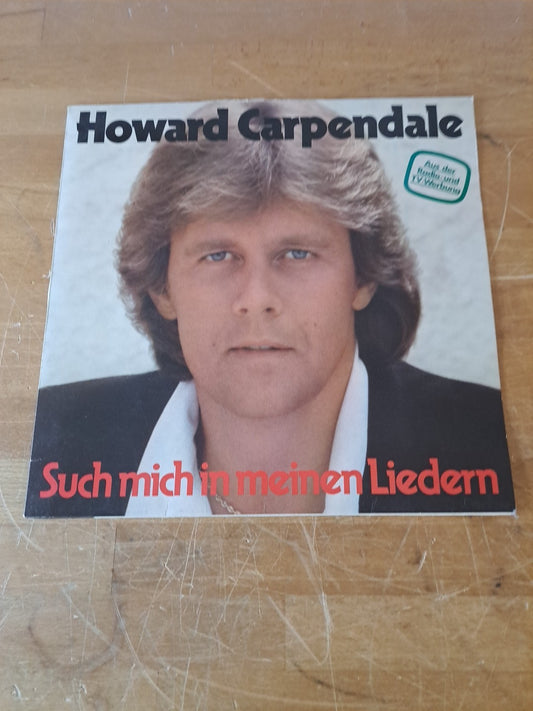 Howard Carpendale
Aus der
Radio-und
TV-Werbung
Such mich in meinen Liedern